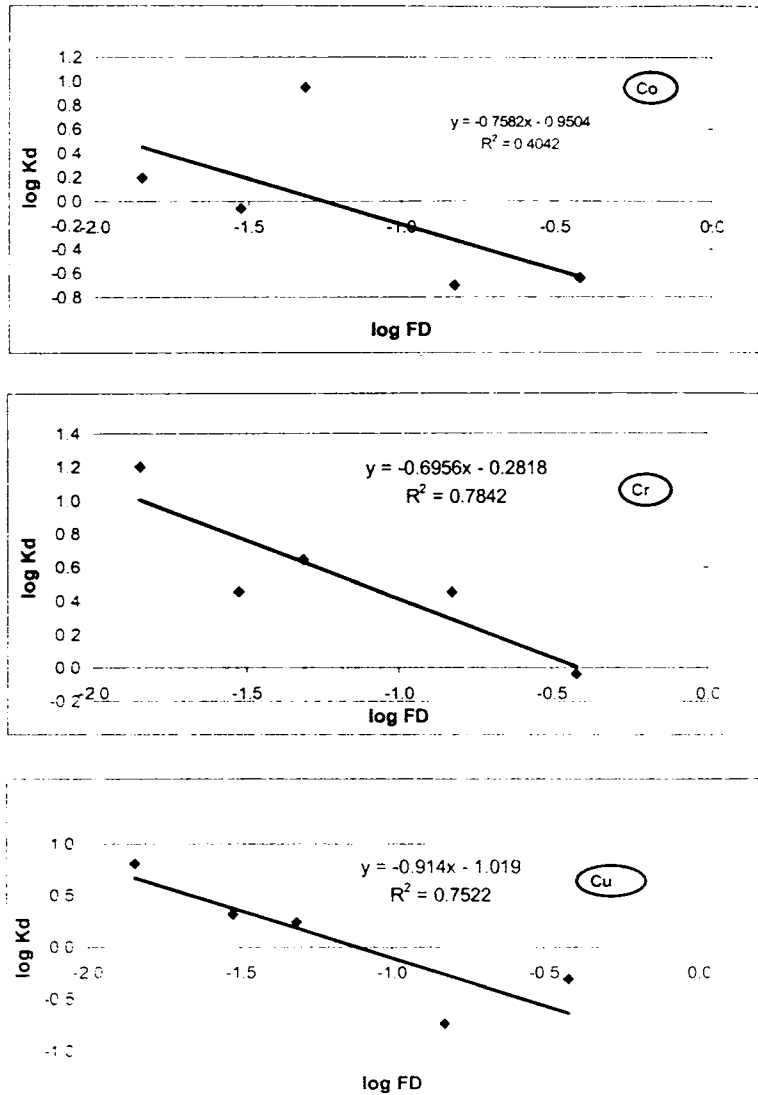 1.2
1.0
Co
0.8
y = -0.7582x - 0.9504
0.6
R² = 0.4042
0.4
0.2
0.0
-0.2
-2.0 -1.5 -1.0 -0.5 0.0
-0.4
-0.6
-0.8
log Kd
log FD
1.4
1.2
y = -0.6956x - 0.2818
R² = 0.7842
Cr
1.0
0.8
0.6
0.4
0.2
0.0
-0.2
-2.0 -1.5 -1.0 -0.5 0.0
log Kd
log FD
1.0
y = -0.914x - 1.019
R² = 0.7522
Cu
0.5
0.0
-2.0 -1.5 -1.0 -0.5 0.0
-0.5
-1.0
log Kd
log FD